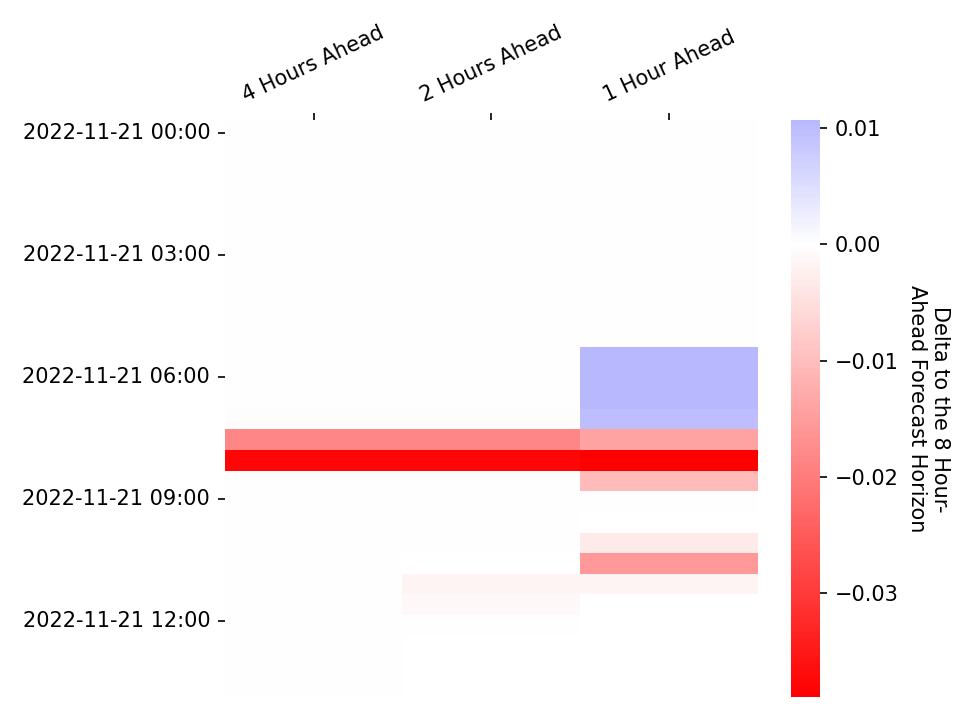 4 Hours Ahead
2 Hours Ahead
1 Hour Ahead
2022-11-21 00:00
2022-11-21 03:00
2022-11-21 06:00
2022-11-21 09:00
2022-11-21 12:00
0.01
0.00
−0.01
−0.02
−0.03
Delta to the 8 Hour-
Ahead Forecast Horizon